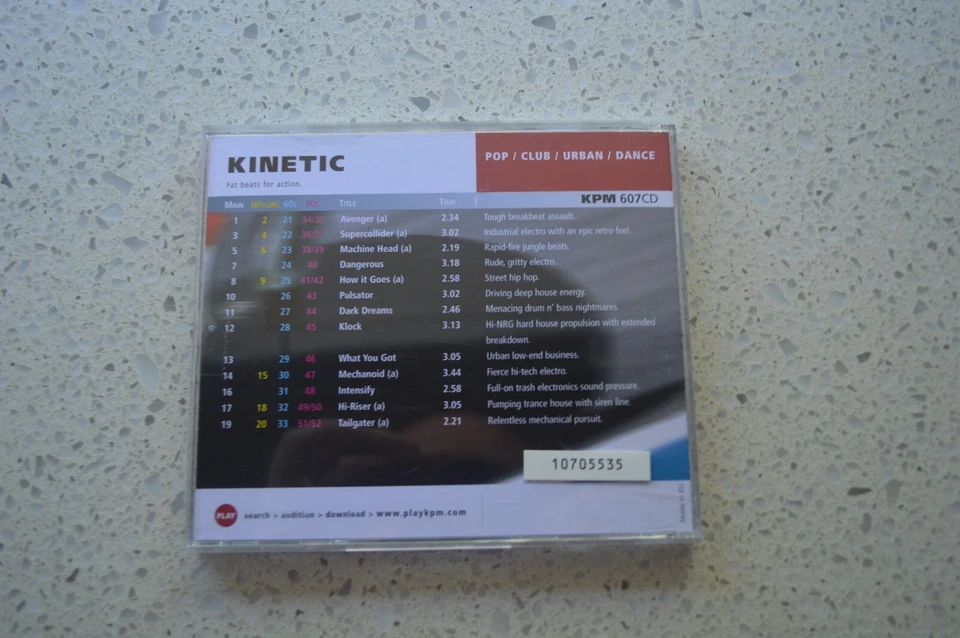 KINETIC
Fat beats for action.
POP / CLUB / URBAN / DANCE
KPM 607CD
MAIN 60s 30s TITLE TIME
1 2 21 34/35 Avenger (a) 2.34 Tough breakbeat assault.
3 4 22 36/37 Supercollider (a) 3.02 Industrial electro with an epic retro feel.
5 6 23 38/39 Machine Head (a) 2.19 Rapid-fire jungle beats.
7 24 40 Dangerous 3.18 Rude, gritty electro.
8 9 25 41/42 How it Goes (a) 2.58 Street hip hop.
10 26 43 Pulsator 3.02 Driving deep house energy.
11 27 44 Dark Dreams 2.46 Menacing drum n' bass nightmares.
12 28 45 Klock 3.13 Hi-NRG hard house propulsion with extended
breakdown.
13 29 46 What You Got 3.05 Urban low-end business.
14 15 30 47 Mechanoid (a) 3.44 Fierce hi-tech electro.
16 31 48 Intensify 2.58 Full-on trash electronics sound pressure.
17 18 32 49/50 Hi-Riser (a) 3.05 Pumping trance house with siren line.
19 20 33 51/52 Tailgater (a) 2.21 Relentless mechanical pursuit.
10705535
PLAY search > audition > download > www.playkpm.com
Made in EU